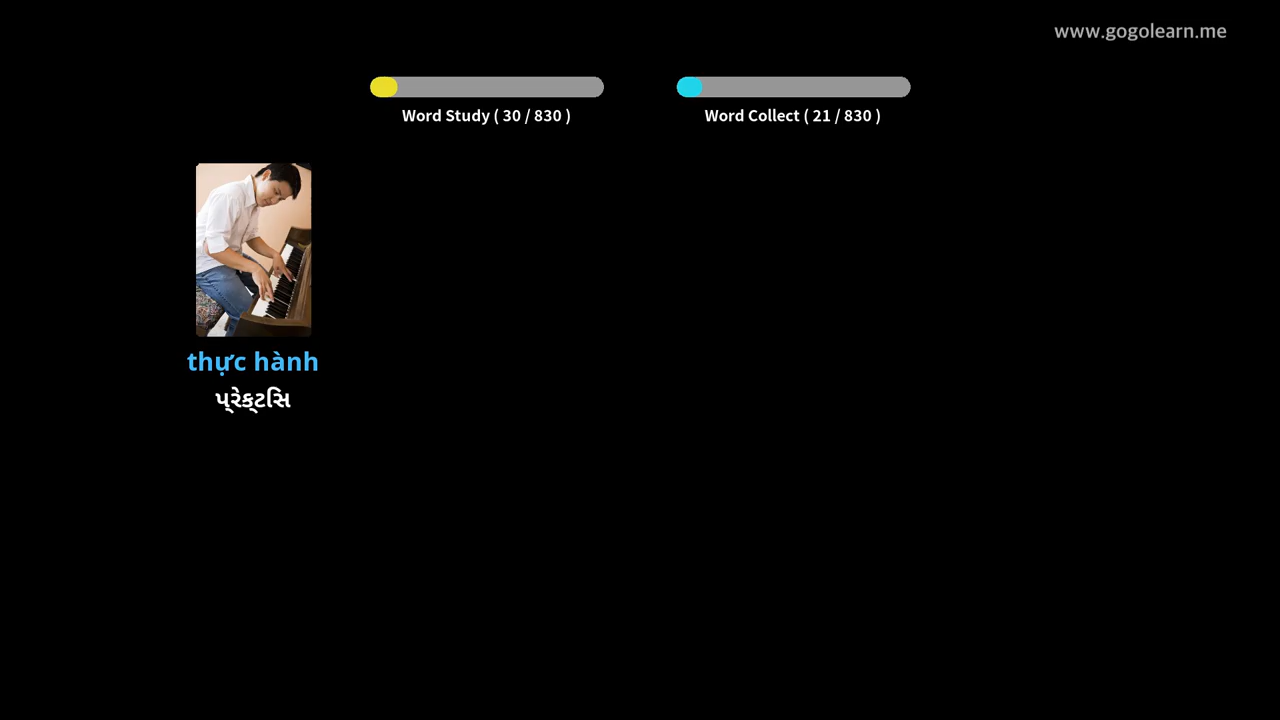 www.gogolearn.me
Word Study ( 30 / 830 )
Word Collect ( 21 / 830 )
thực hành
પ્રેક્ટિસ